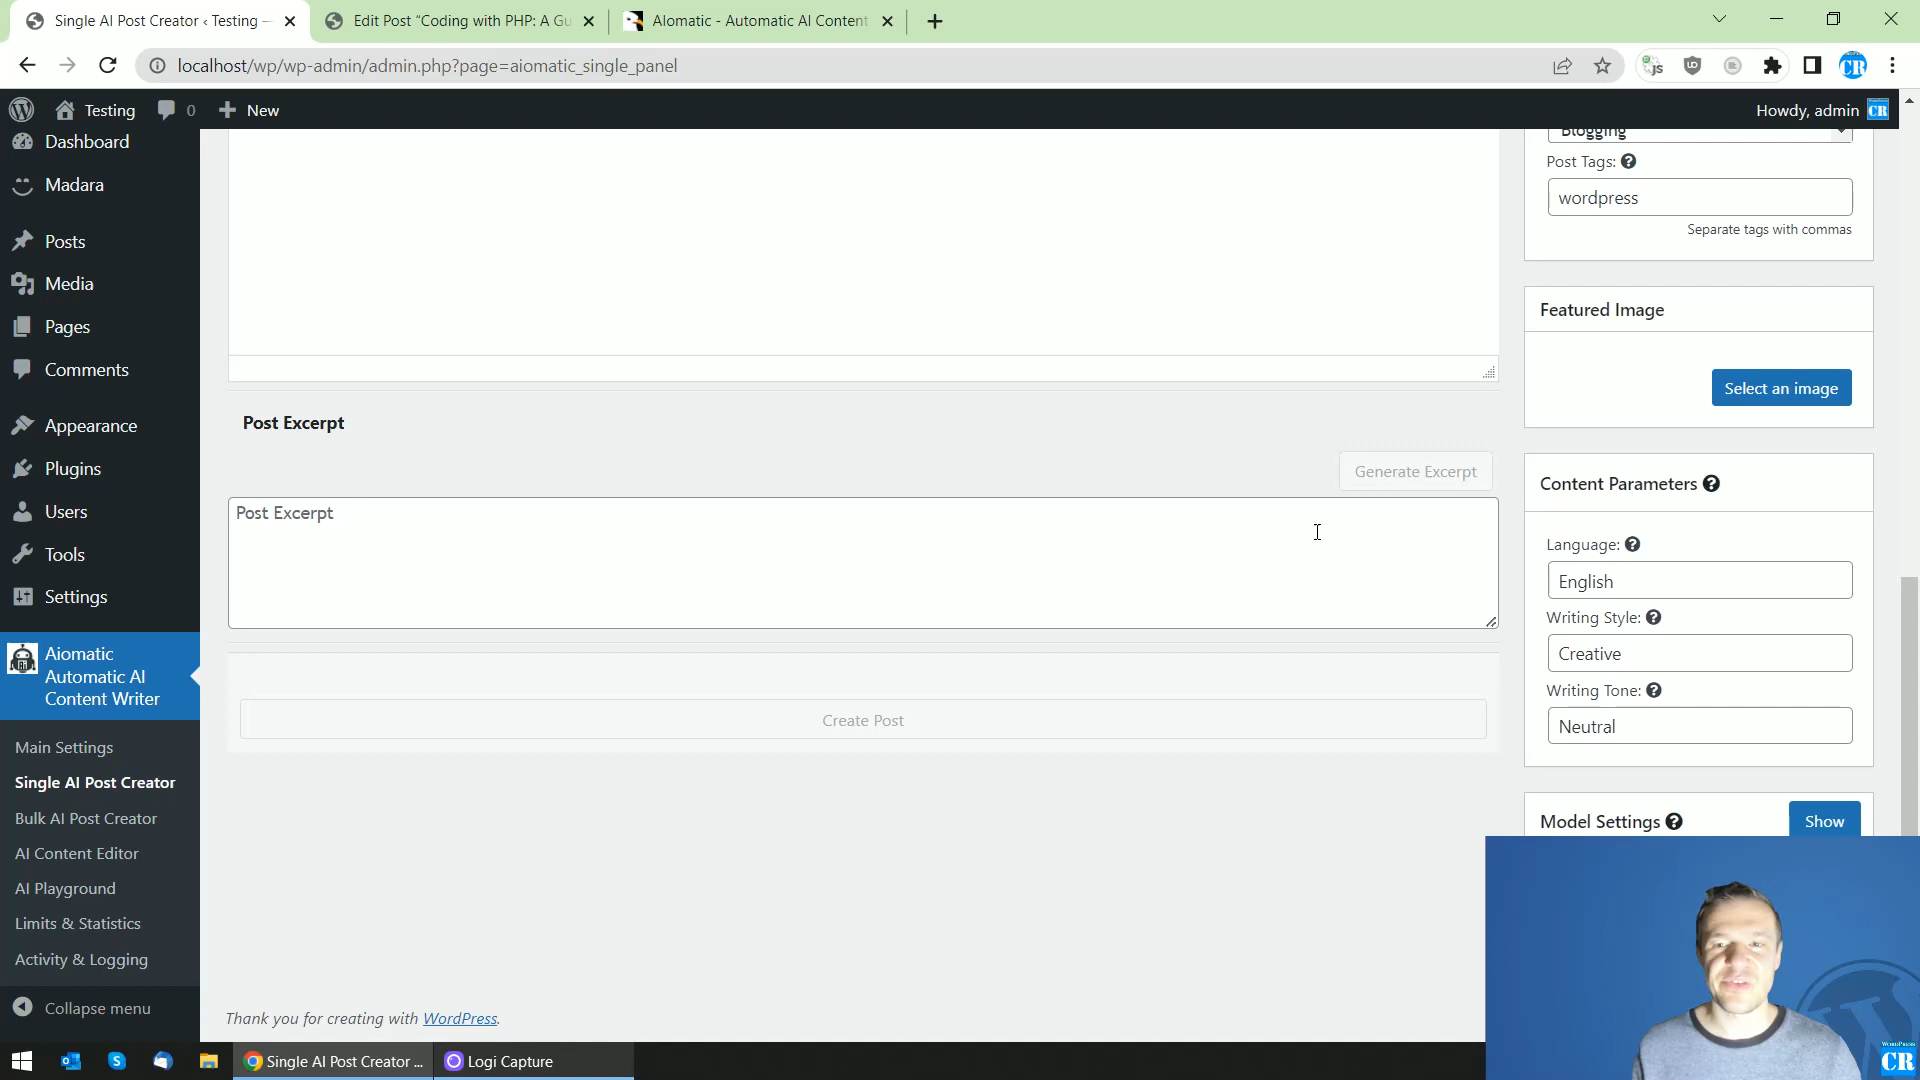 Single AI Post Creator ‹ Testing —
Edit Post “Coding with PHP: A Gu
AIomatic - Automatic AI Content
localhost/wp/wp-admin/admin.php?page=aiomatic_single_panel
Testing
0
New
Howdy, admin
CR
Dashboard
Madara
Posts
Media
Pages
Comments
Appearance
Plugins
Users
Tools
Settings
Aiomatic
Automatic AI
Content Writer
Main Settings
Single AI Post Creator
Bulk AI Post Creator
AI Content Editor
AI Playground
Limits & Statistics
Activity & Logging
Collapse menu
Post Excerpt
Generate Excerpt
Post Excerpt
Create Post
Thank you for creating with WordPress.
Blogging
Post Tags:
wordpress
Separate tags with commas
Featured Image
Select an image
Content Parameters
Language:
English
Writing Style:
Creative
Writing Tone:
Neutral
Model Settings
Show
Single AI Post Creator ...
Logi Capture
WORDPRESS
CR